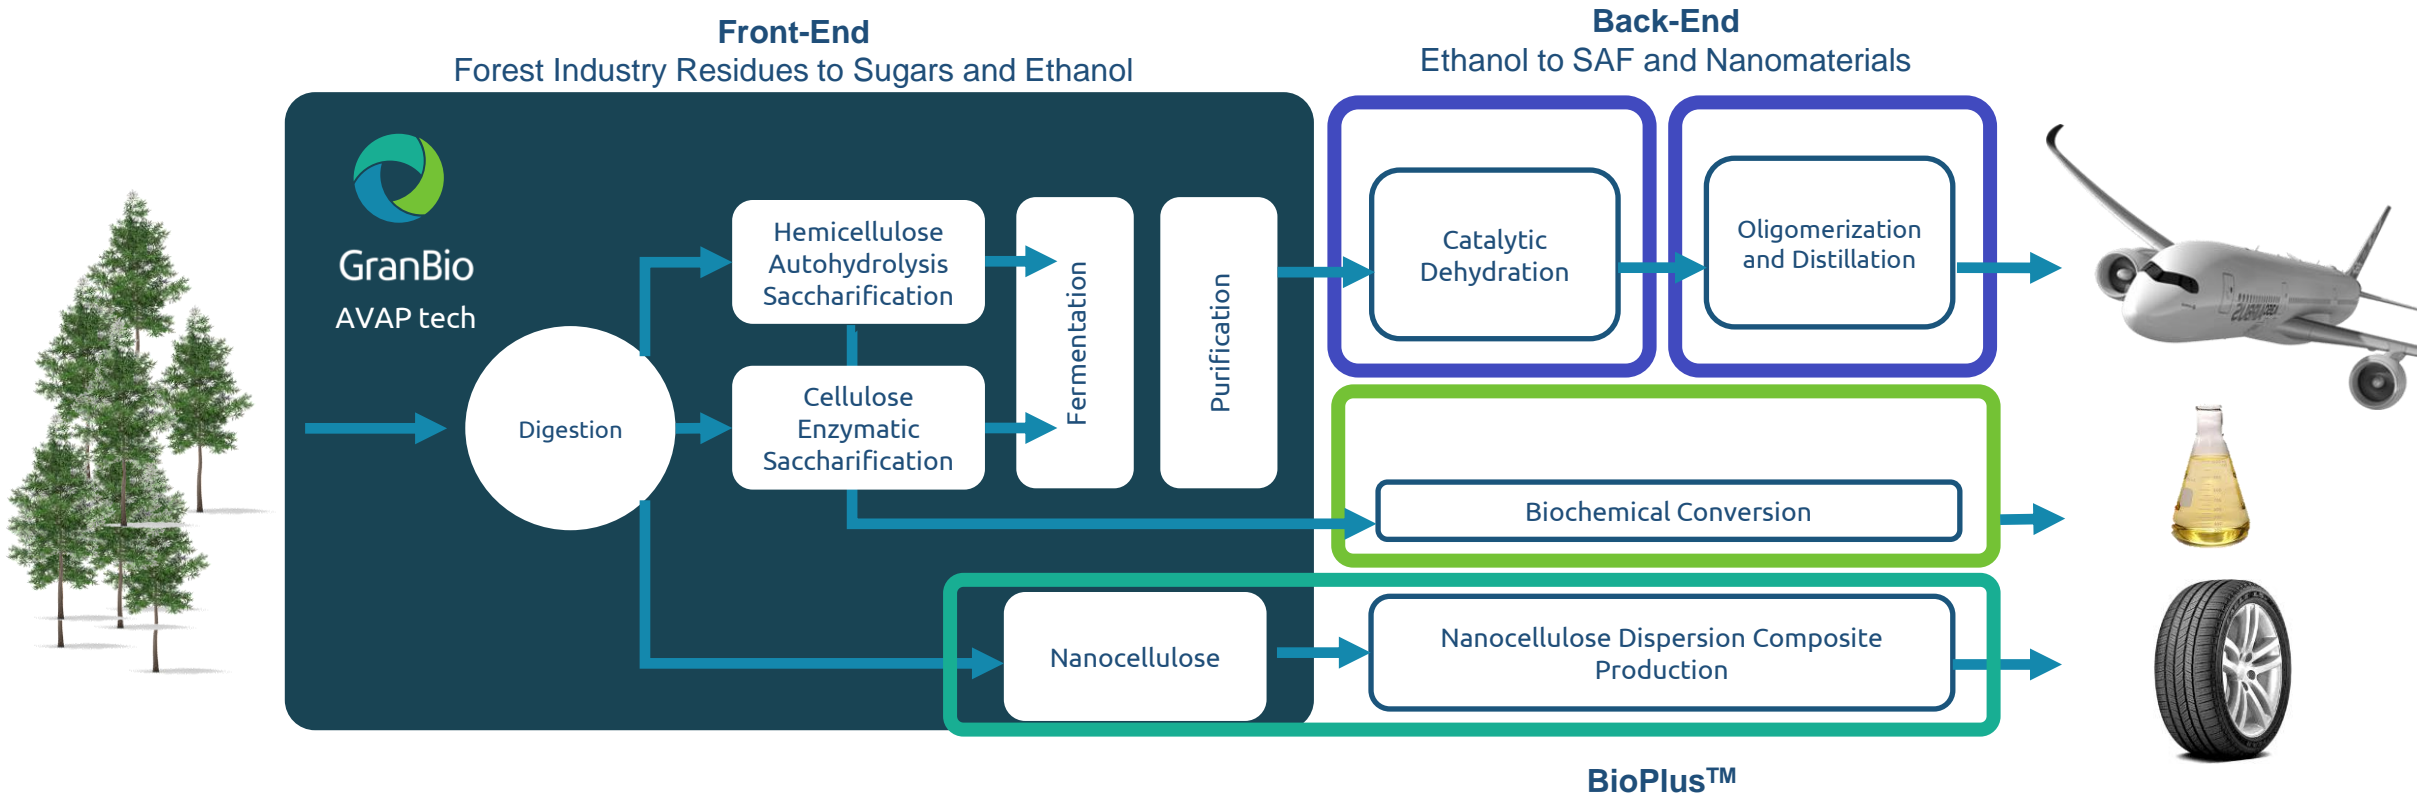 Front-End
Forest Industry Residues to Sugars and Ethanol
Back-End
Ethanol to SAF and Nanomaterials
GranBio
AVAP tech
Digestion
Hemicellulose
Autohydrolysis
Saccharification
Cellulose
Enzymatic
Saccharification
Fermentation
Purification
Catalytic
Dehydration
Oligomerization
and Distillation
Biochemical Conversion
Nanocellulose
Nanocellulose Dispersion Composite
Production
BioPlus™